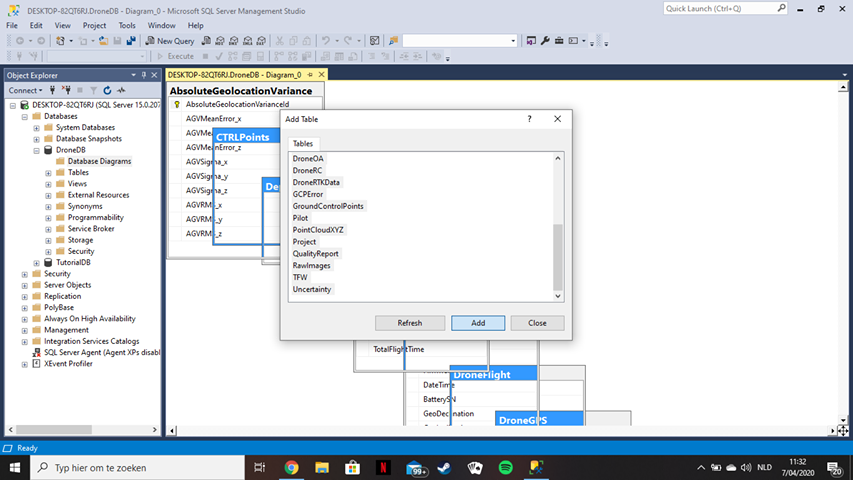 DESKTOP-82QT6RJ.DroneDB - Diagram_0 - Microsoft SQL Server Management Studio
Quick Launch (Ctrl+Q)
File Edit View Project Tools Window Help
New Query
MDX DMX XMLA DAX
Execute
Object Explorer
Connect
DESKTOP-82QT6RJ (SQL Server 15.0.207
Databases
System Databases
Database Snapshots
DroneDB
Database Diagrams
Tables
Views
External Resources
Synonyms
Programmability
Service Broker
Storage
Security
TutorialDB
Security
Server Objects
Replication
PolyBase
Always On High Availability
Management
Integration Services Catalogs
SQL Server Agent (Agent XPs disabl
XEvent Profiler
DESKTOP-82QT6RJ.DroneDB - Diagram_0
AbsoluteGeolocationVariance
AbsoluteGeolocationVarianceId
AGVMeanError_x
AGVMe
AGVMeanError_z
AGVSigma_x
AGVSigma_y
AGVSigma_z
AGVRMS_x
AGVRMS_y
AGVRMS_z
CTRLPoints
De
Add Table
?
Tables
DroneOA
DroneRC
DroneRTKData
GCPError
GroundControlPoints
Pilot
PointCloudXYZ
Project
QualityReport
RawImages
TFW
Uncertainty
Refresh Add Close
TotalFlightTime
DroneFlight
DateTime
BatterySN
GeoDeclination
DroneGPS
Ready
Typ hier om te zoeken
99+
NLD
11:32
7/04/2020
20